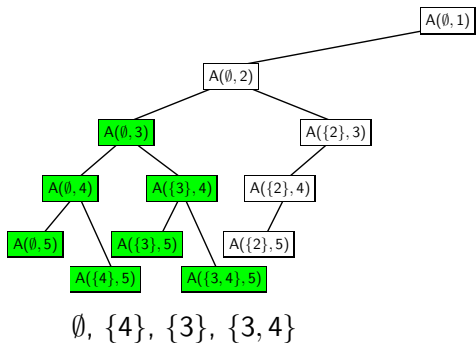 A(∅, 1)
A(∅, 2)
A(∅, 3) A({2}, 3)
A(∅, 4) A({3}, 4) A({2}, 4)
A(∅, 5) A({3}, 5) A({2}, 5)
A({4}, 5) A({3, 4}, 5)
∅, {4}, {3}, {3, 4}